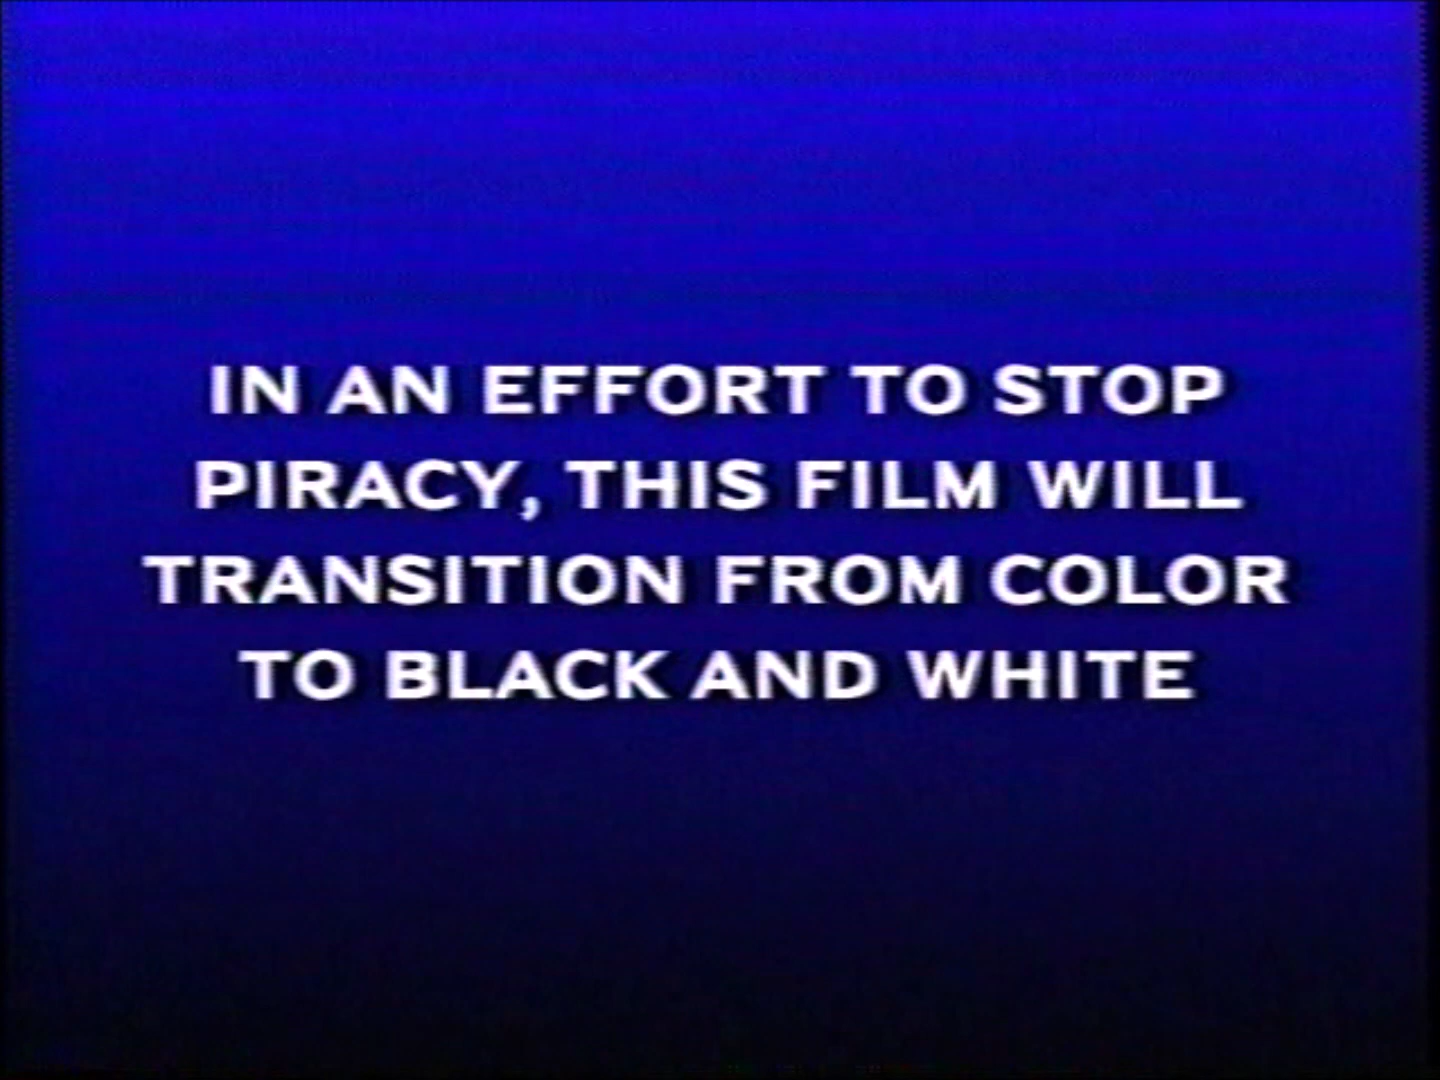 IN AN EFFORT TO STOP
PIRACY, THIS FILM WILL
TRANSITION FROM COLOR
TO BLACK AND WHITE